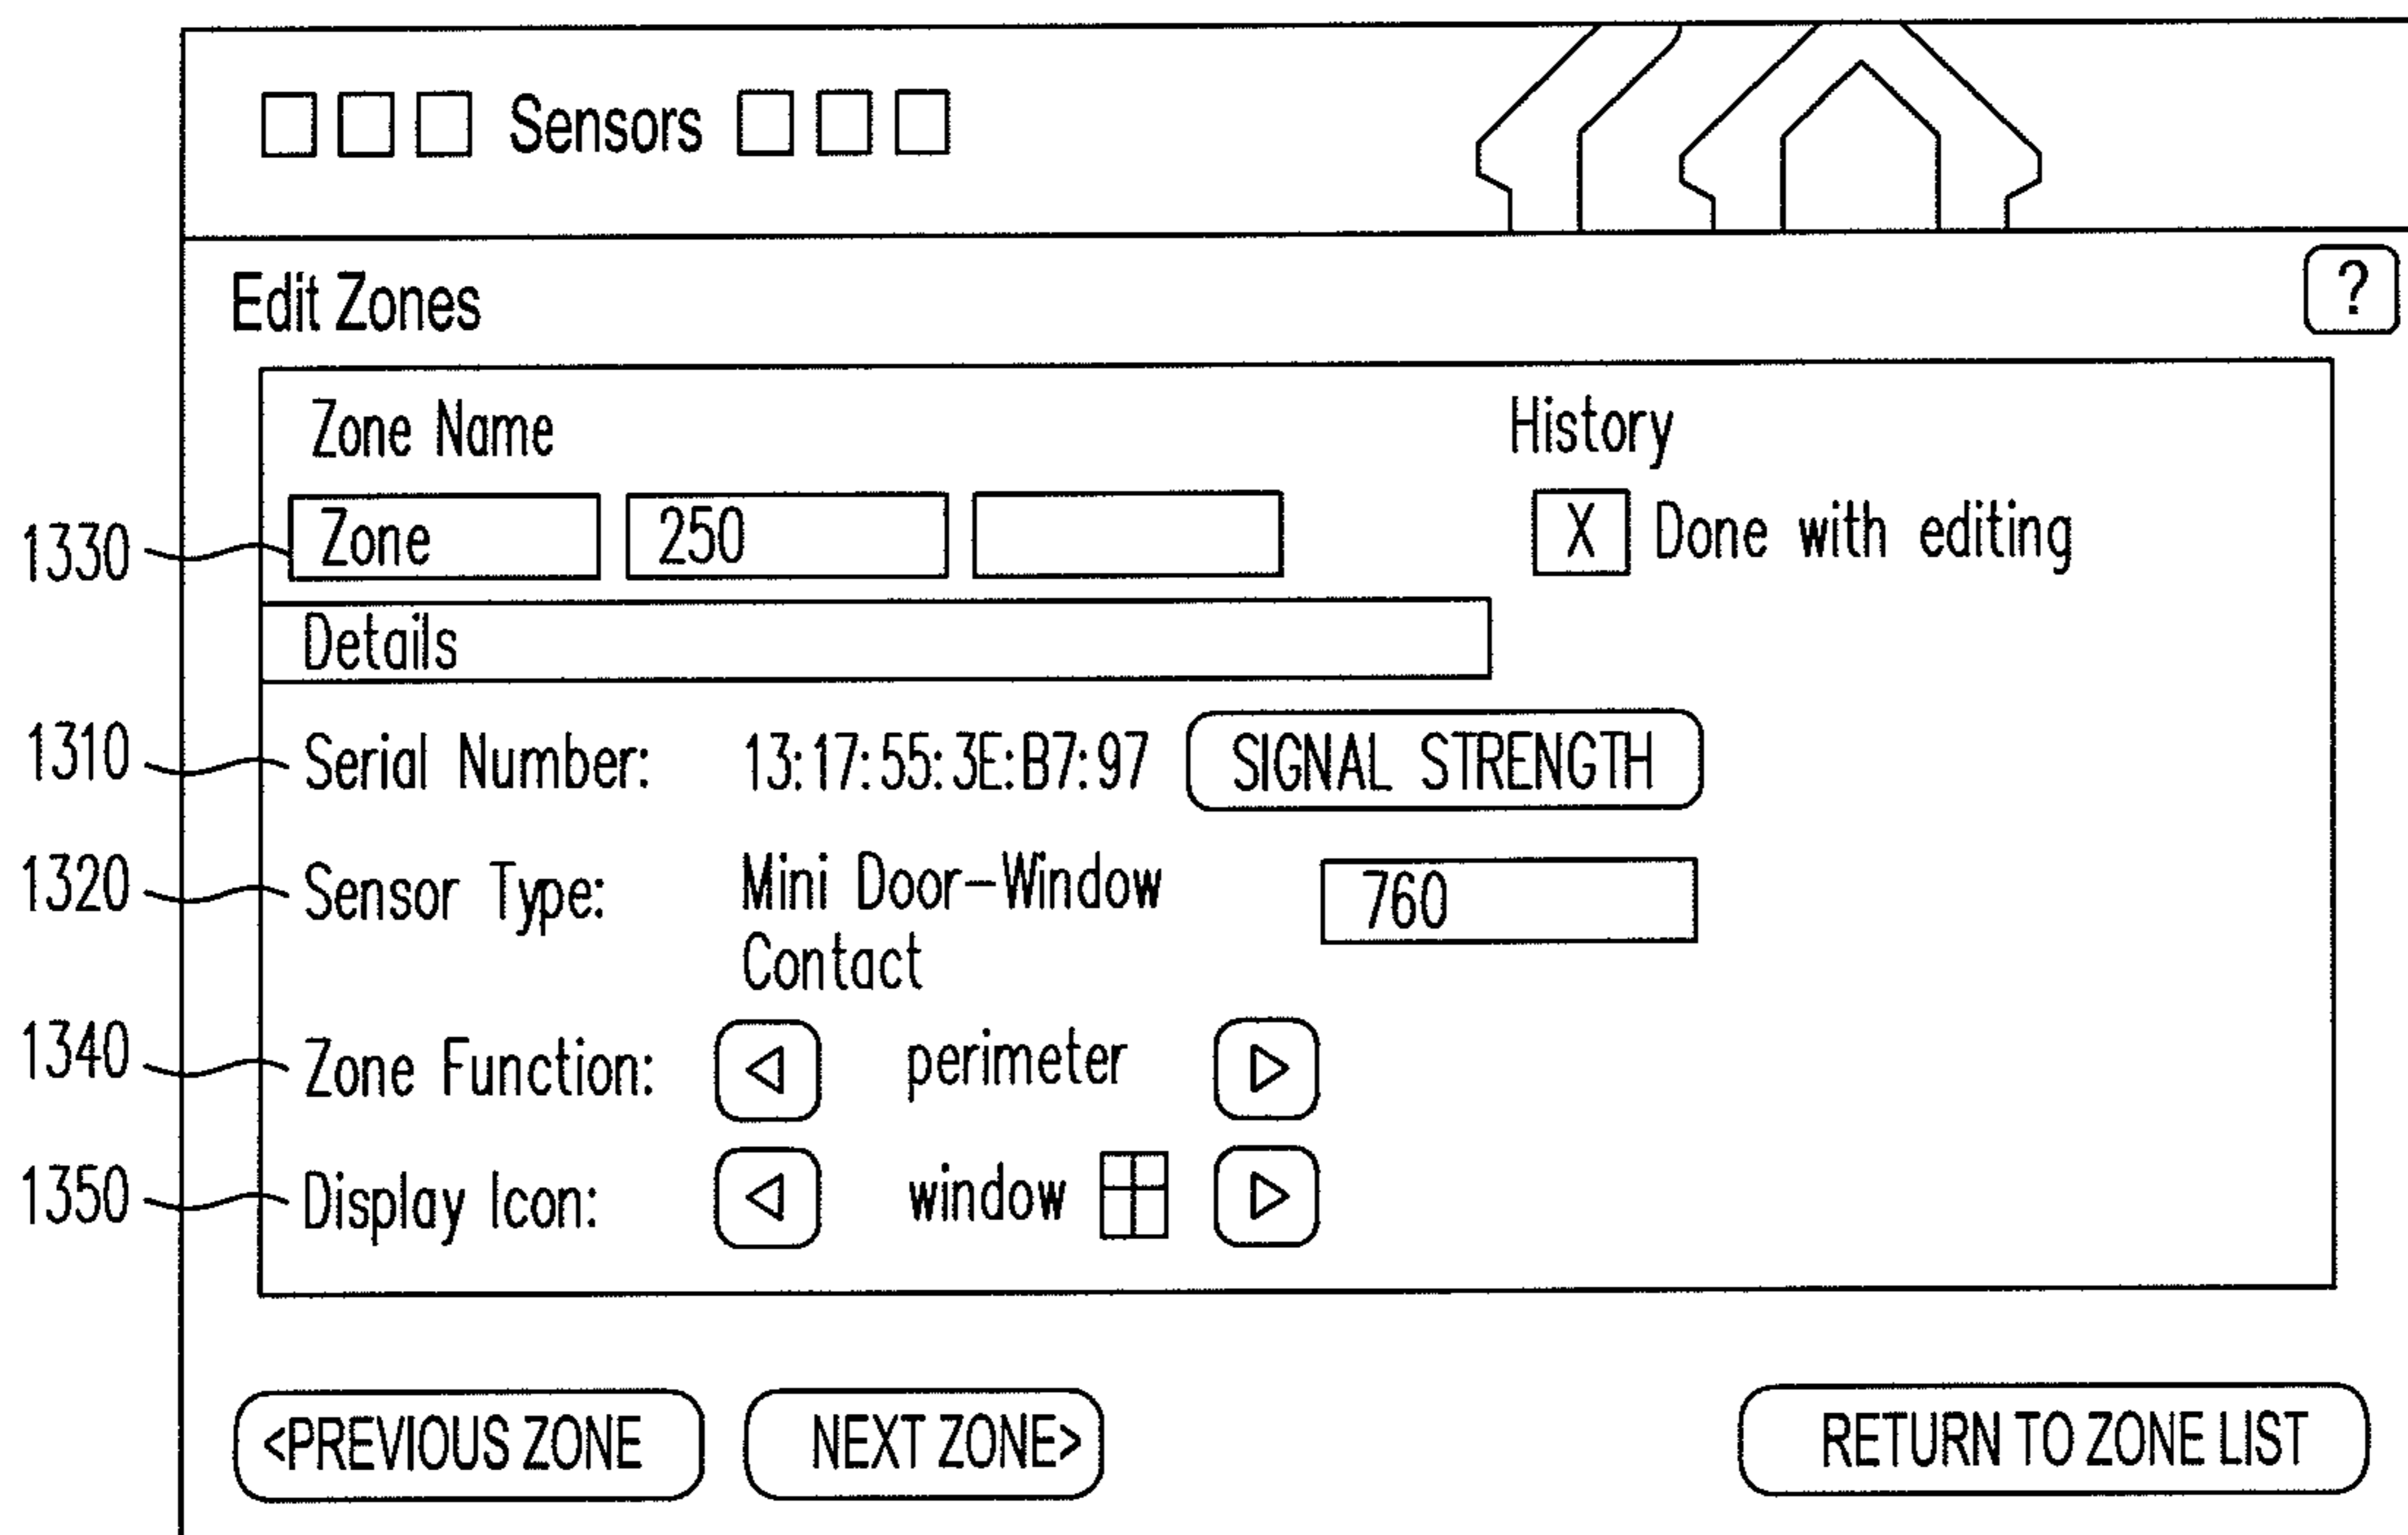 Sensors
Edit Zones ?
Zone Name History
1330 Zone 250 X Done with editing
Details
1310 Serial Number: 13:17:55:3E:B7:97 SIGNAL STRENGTH
1320 Sensor Type: Mini Door-Window 760
Contact
1340 Zone Function: perimeter
1350 Display Icon: window
<PREVIOUS ZONE NEXT ZONE> RETURN TO ZONE LIST